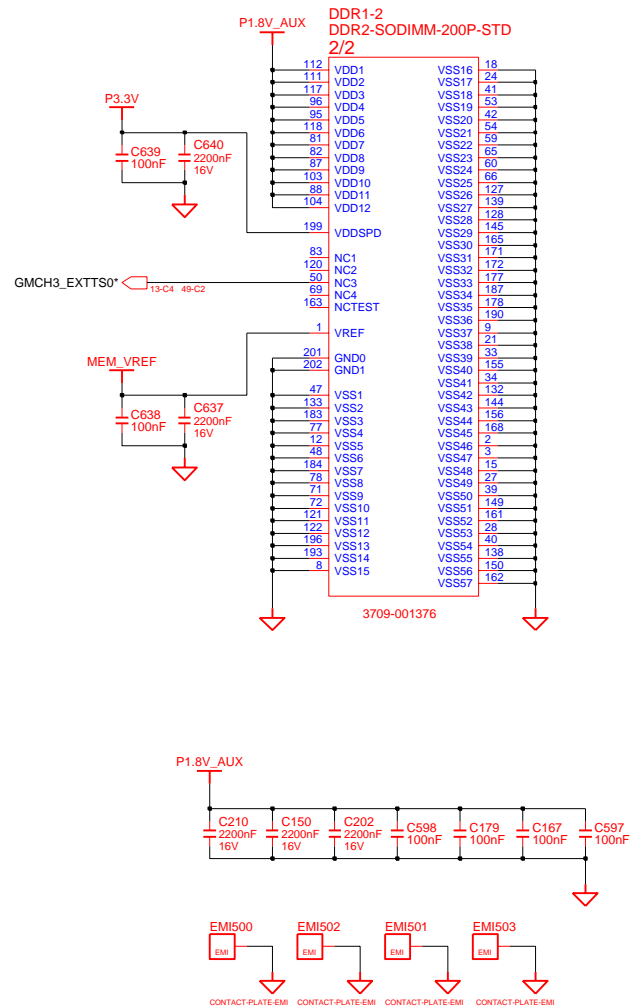 P1.8V_AUX
DDR1-2
DDR2-SODIMM-200P-STD
2/2
112 VDD1 VSS16 18
111 VDD2 VSS17 24
117 VDD3 VSS18 41
96 VDD4 VSS19 53
95 VDD5 VSS20 42
118 VDD6 VSS21 54
81 VDD7 VSS22 59
82 VDD8 VSS23 65
87 VDD9 VSS24 60
103 VDD10 VSS25 66
88 VDD11 VSS26 127
104 VDD12 VSS27 139
VSS28 128
199 VDDSPD VSS29 145
VSS30 165
83 NC1 VSS31 171
120 NC2 VSS32 172
50 NC3 VSS33 177
69 NC4 VSS34 187
163 NCTEST VSS35 178
VSS36 190
1 VREF VSS37 9
VSS38 21
201 GND0 VSS39 33
202 GND1 VSS40 155
VSS41 34
47 VSS1 VSS42 132
133 VSS2 VSS43 144
183 VSS3 VSS44 156
77 VSS4 VSS45 168
12 VSS5 VSS46 2
48 VSS6 VSS47 3
184 VSS7 VSS48 15
78 VSS8 VSS49 27
71 VSS9 VSS50 39
72 VSS10 VSS51 149
121 VSS11 VSS52 161
122 VSS12 VSS53 28
196 VSS13 VSS54 40
193 VSS14 VSS55 138
8 VSS15 VSS56 150
VSS57 162
3709-001376
P3.3V
C639
100nF
C640
2200nF
16V
GMCH3_EXTTS0*
13-C4 49-C2
MEM_VREF
C638
100nF
C637
2200nF
16V
P1.8V_AUX
C210
2200nF
16V
C150
2200nF
16V
C202
2200nF
16V
C598
100nF
C179
100nF
C167
100nF
C597
100nF
EMI500
EMI
CONTACT-PLATE-EMI
EMI502
EMI
CONTACT-PLATE-EMI
EMI501
EMI
CONTACT-PLATE-EMI
EMI503
EMI
CONTACT-PLATE-EMI